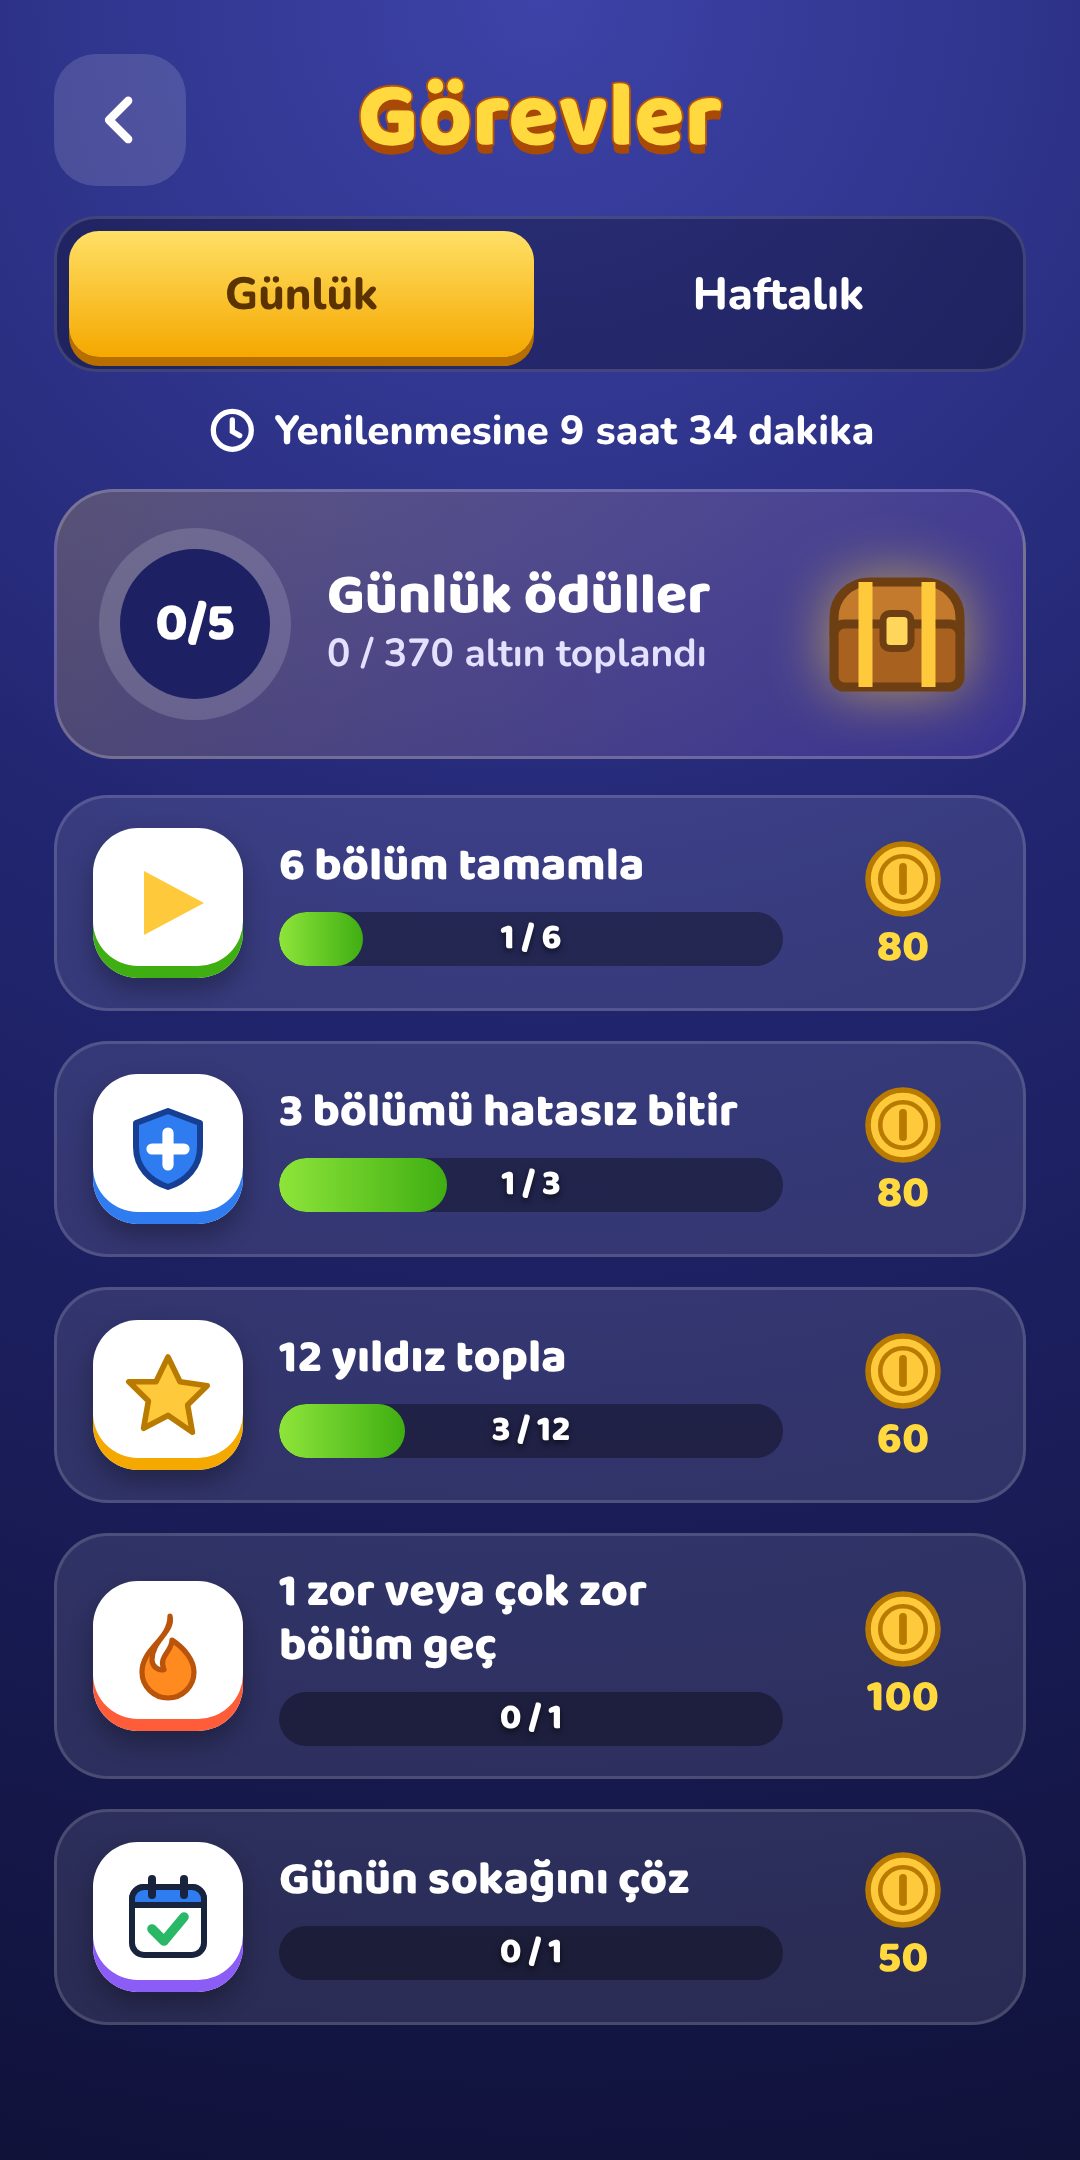 Görevler
Günlük
Haftalık
Yenilenmesine 9 saat 34 dakika
0/5
Günlük ödüller
0 / 370 altın toplandı
6 bölüm tamamla
1 / 6
80
3 bölümü hatasız bitir
1 / 3
80
12 yıldız topla
3 / 12
60
1 zor veya çok zor
bölüm geç
0 / 1
100
Günün sokağını çöz
0 / 1
50